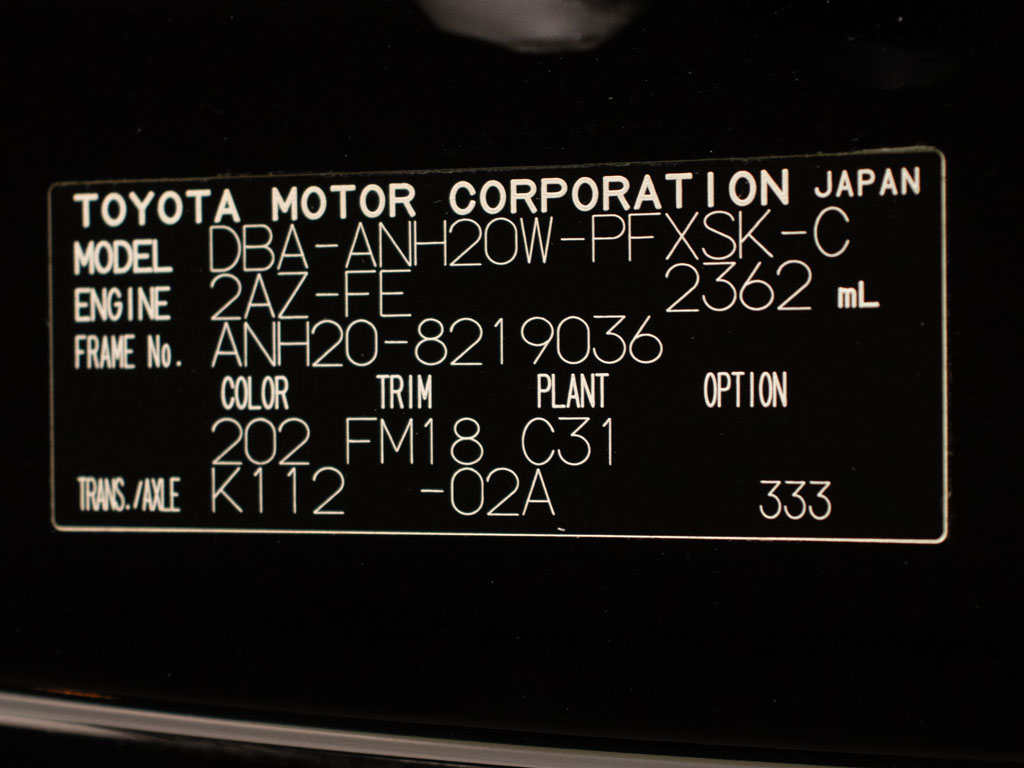 TOYOTA MOTOR CORPORATION JAPAN
MODEL DBA-ANH20W-PFXSK-C
ENGINE 2AZ-FE 2362 mL
FRAME No. ANH20-8219036
COLOR TRIM PLANT OPTION
202 FM18 C31
TRANS./AXLE K112 -02A 333